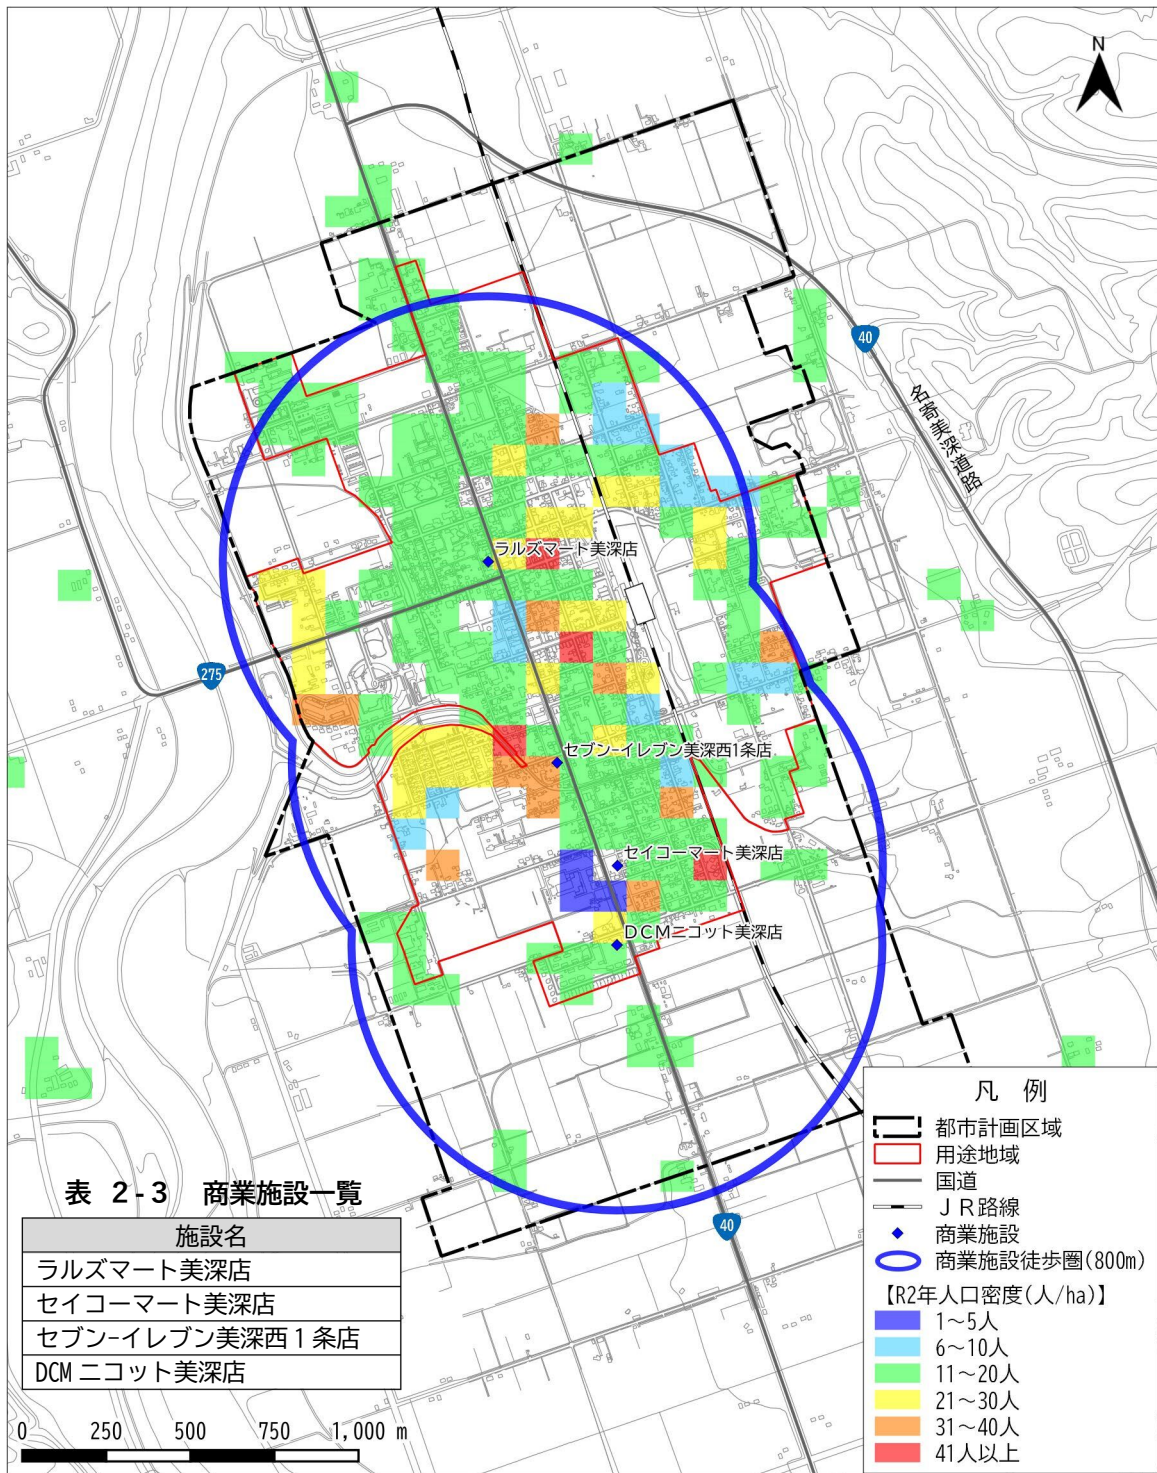 N
40
名寄美深道路
ラルズマート美深店
275
セブン-イレブン美深西1条店
セイコーマート美深店
DCMニコット美深店
40
凡 例
都市計画区域
用途地域
国道
JR路線
商業施設
商業施設徒歩圏(800m)
【R2年人口密度(人/ha)】
1～5人
6～10人
11～20人
21～30人
31～40人
41人以上
表 2-3 商業施設一覧
施設名
ラルズマート美深店
セイコーマート美深店
セブン-イレブン美深西1条店
DCMニコット美深店
0 250 500 750 1,000 m